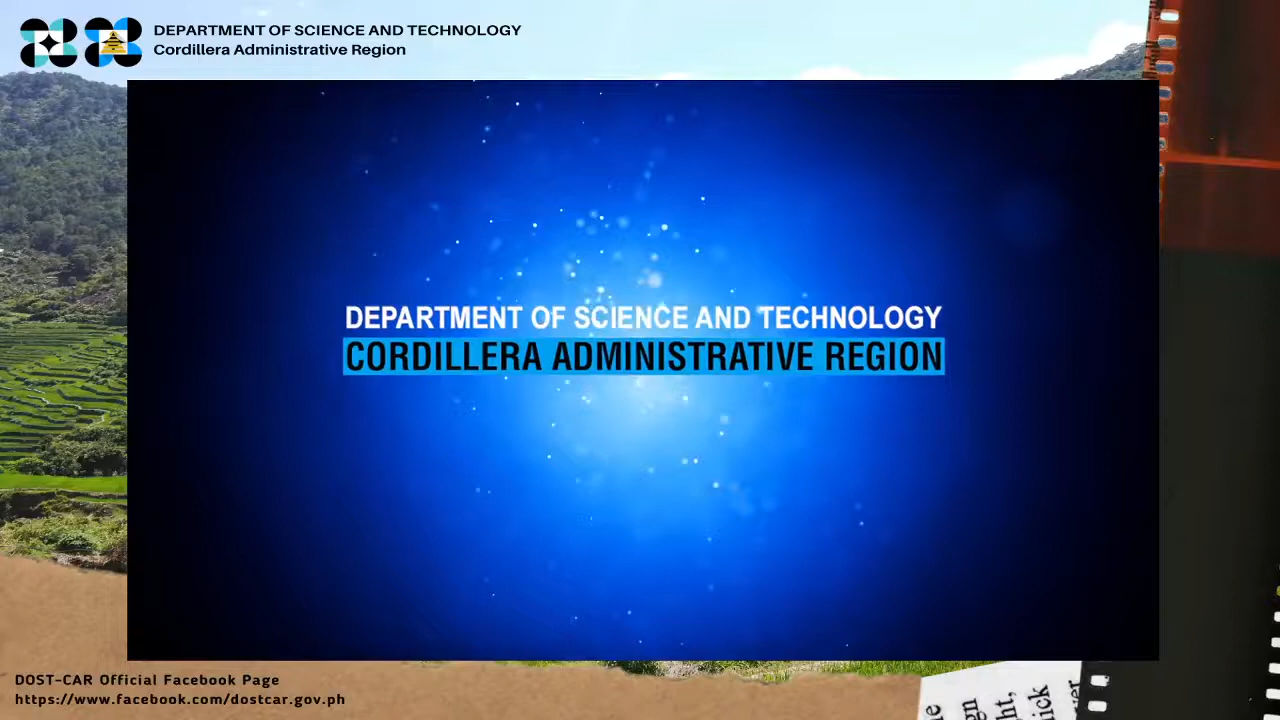 DEPARTMENT OF SCIENCE AND TECHNOLOGY
Cordillera Administrative Region
DEPARTMENT OF SCIENCE AND TECHNOLOGY
CORDILLERA ADMINISTRATIVE REGION
DOST-CAR Official Facebook Page
https://www.facebook.com/dostcar.gov.ph